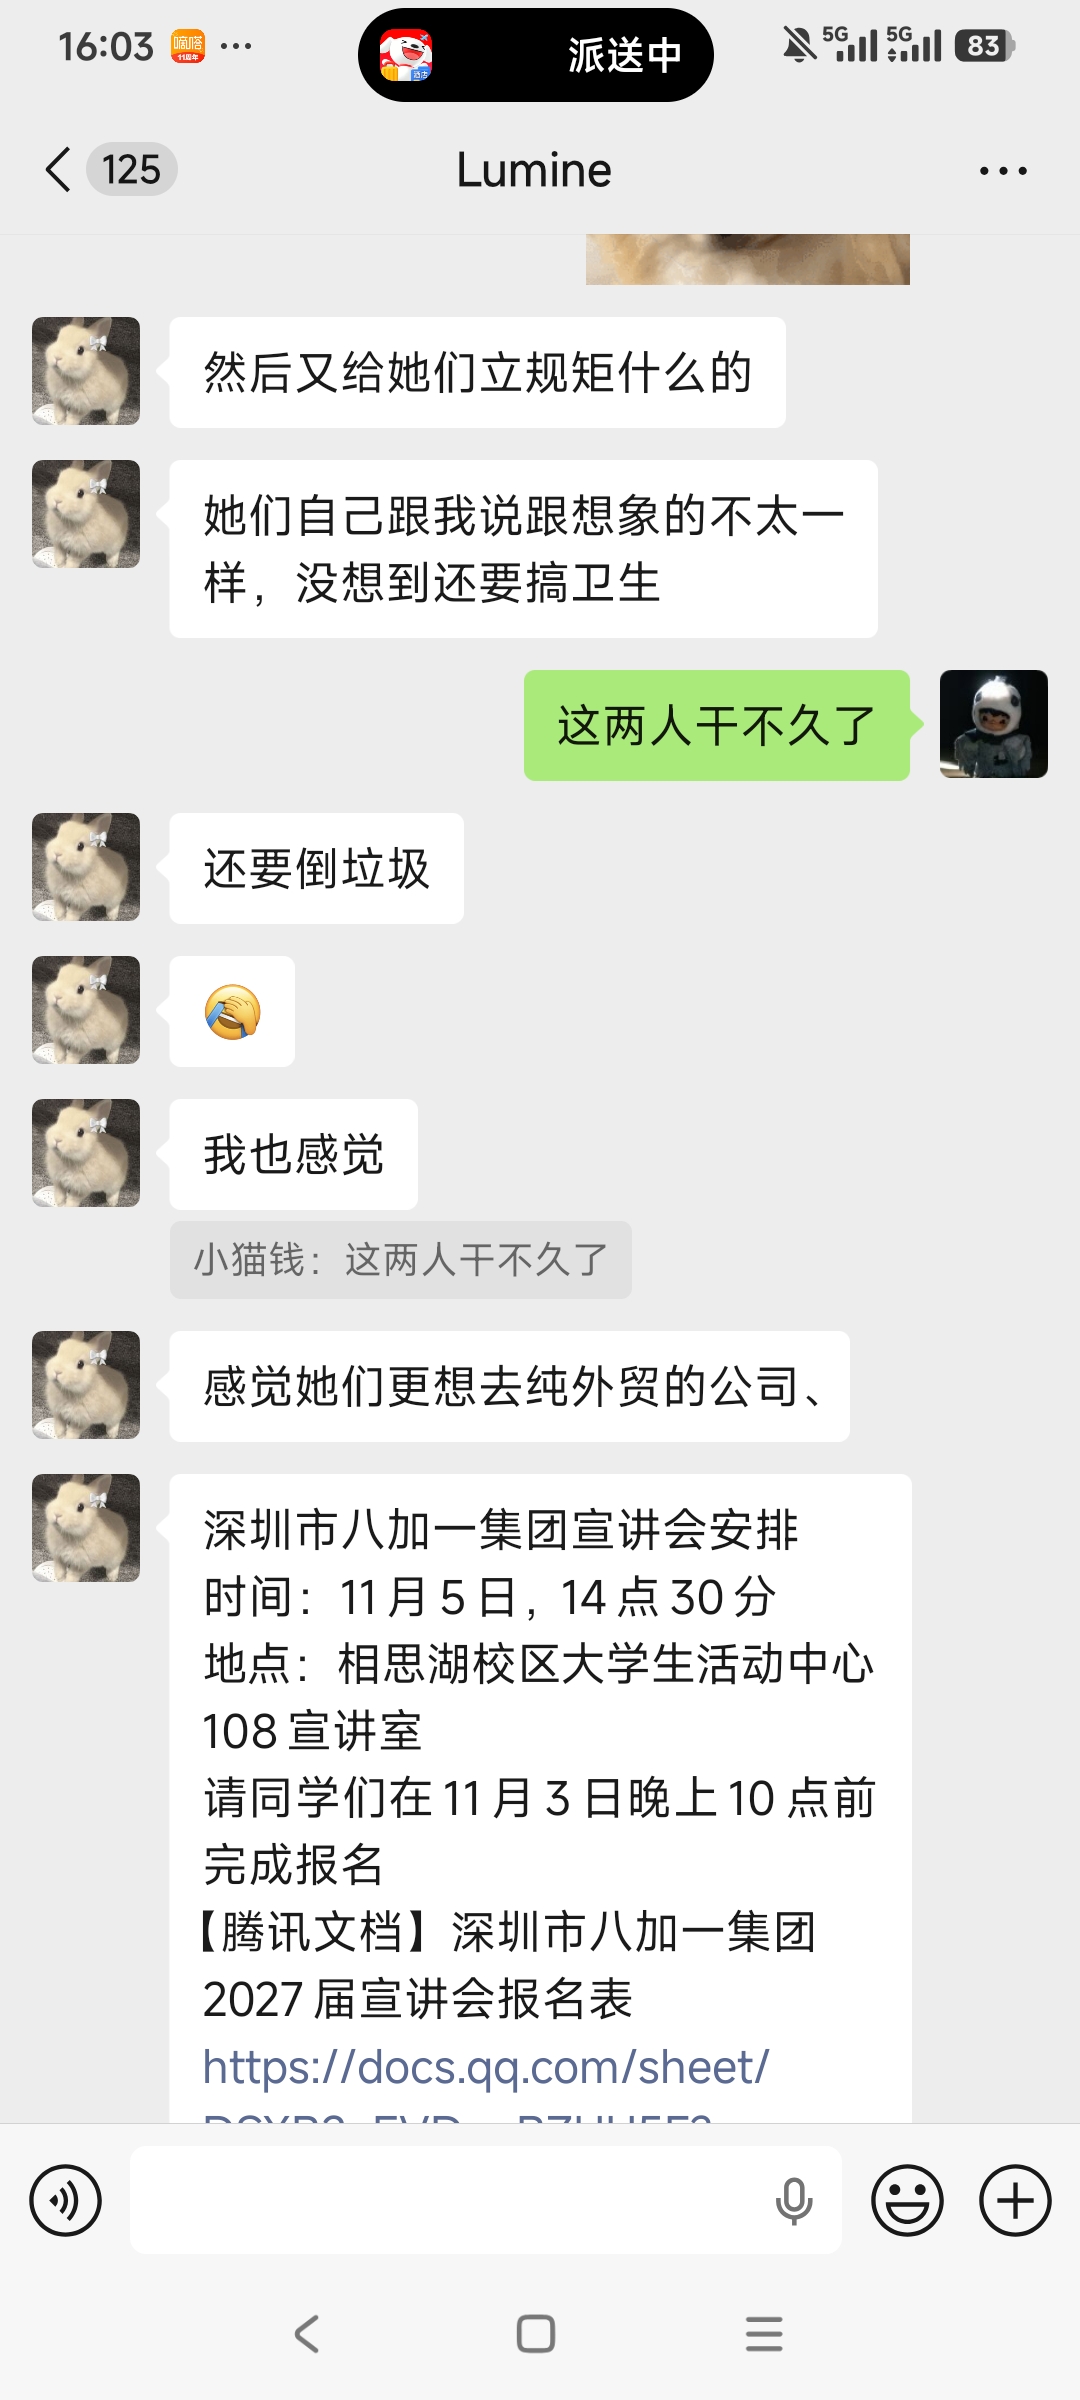 16:03
嘀嗒
11周年
派送中
5G
5G
83
125
Lumine
然后又给她们立规矩什么的
她们自己跟我说跟想象的不太一
样，没想到还要搞卫生
这两人干不久了
还要倒垃圾
我也感觉
小猫钱：这两人干不久了
感觉她们更想去纯外贸的公司、
深圳市八加一集团宣讲会安排
时间：11月5日，14点30分
地点：相思湖校区大学生活动中心
108宣讲室
请同学们在11月3日晚上10点前
完成报名
【腾讯文档】深圳市八加一集团
2027届宣讲会报名表
https://docs.qq.com/sheet/